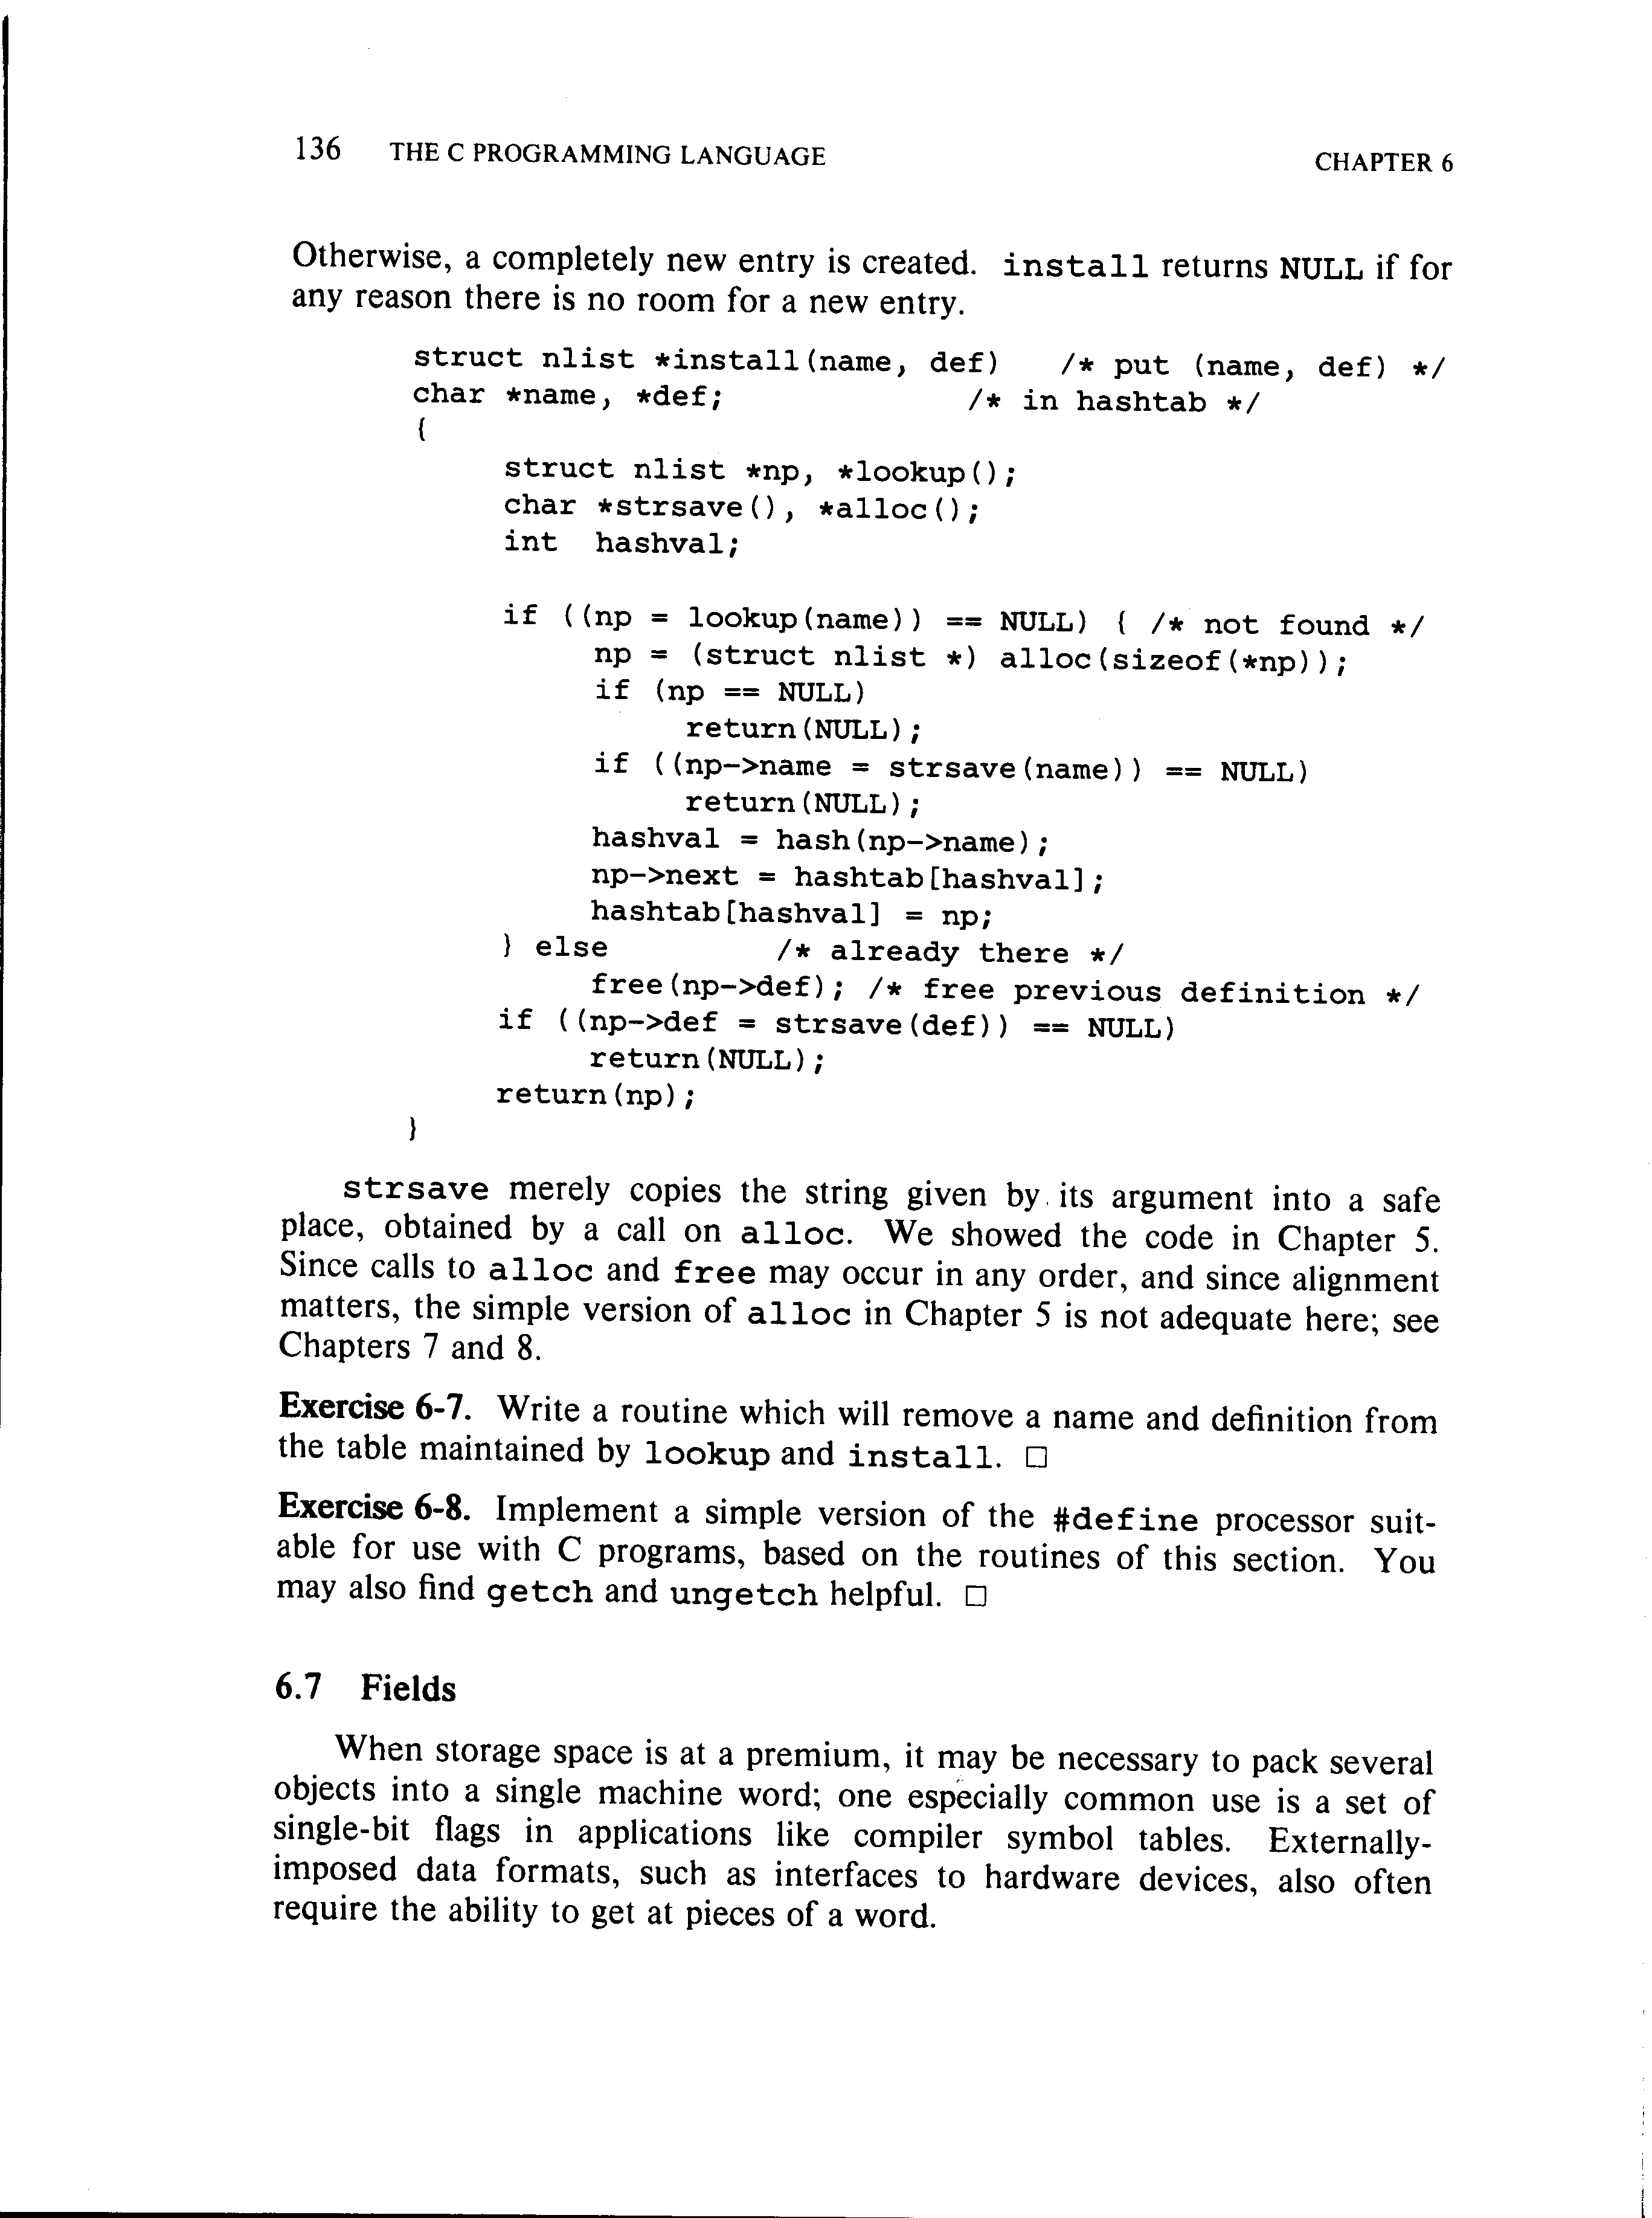 136 THE C PROGRAMMING LANGUAGE CHAPTER 6
Otherwise, a completely new entry is created. install returns NULL if for
any reason there is no room for a new entry.
struct nlist *install(name, def) /* put (name, def) */
char *name, *def; /* in hashtab */
{
struct nlist *np, *lookup();
char *strsave(), *alloc();
int hashval;
if ((np = lookup(name)) == NULL) { /* not found */
np = (struct nlist *) alloc(sizeof(*np));
if (np == NULL)
return(NULL);
if ((np->name = strsave(name)) == NULL)
return(NULL);
hashval = hash(np->name);
np->next = hashtab[hashval];
hashtab[hashval] = np;
} else /* already there */
free(np->def); /* free previous definition */
if ((np->def = strsave(def)) == NULL)
return(NULL);
return(np);
}
strsave merely copies the string given by its argument into a safe
place, obtained by a call on alloc. We showed the code in Chapter 5.
Since calls to alloc and free may occur in any order, and since alignment
matters, the simple version of alloc in Chapter 5 is not adequate here; see
Chapters 7 and 8.
Exercise 6-7. Write a routine which will remove a name and definition from
the table maintained by lookup and install. □
Exercise 6-8. Implement a simple version of the #define processor suit-
able for use with C programs, based on the routines of this section. You
may also find getch and ungetch helpful. □
6.7 Fields
When storage space is at a premium, it may be necessary to pack several
objects into a single machine word; one especially common use is a set of
single-bit flags in applications like compiler symbol tables. Externally-
imposed data formats, such as interfaces to hardware devices, also often
require the ability to get at pieces of a word.